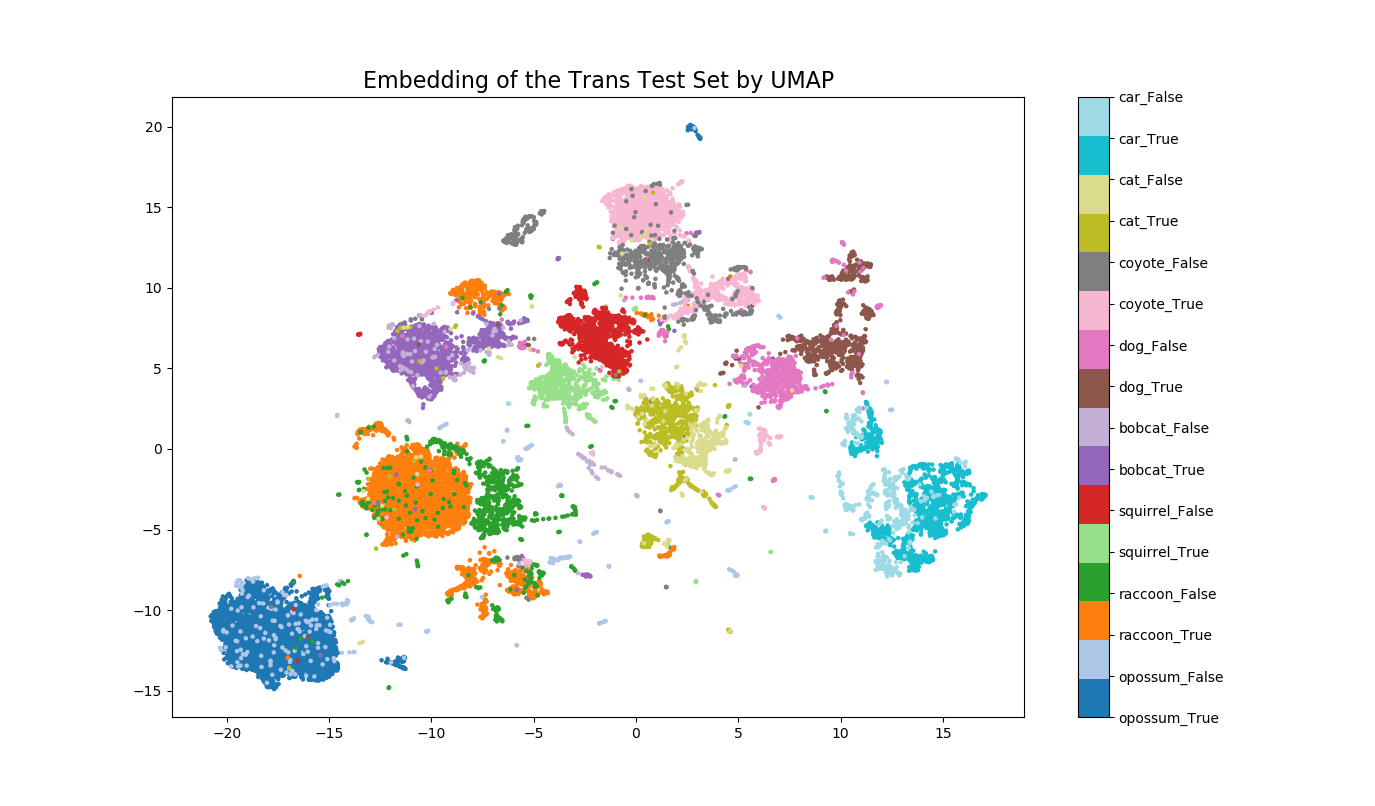 Embedding of the Trans Test Set by UMAP
20
15
10
5
0
−5
−10
−15
−20
−15
−10
−5
0
5
10
15
car_False
car_True
cat_False
cat_True
coyote_False
coyote_True
dog_False
dog_True
bobcat_False
bobcat_True
squirrel_False
squirrel_True
raccoon_False
raccoon_True
opossum_False
opossum_True